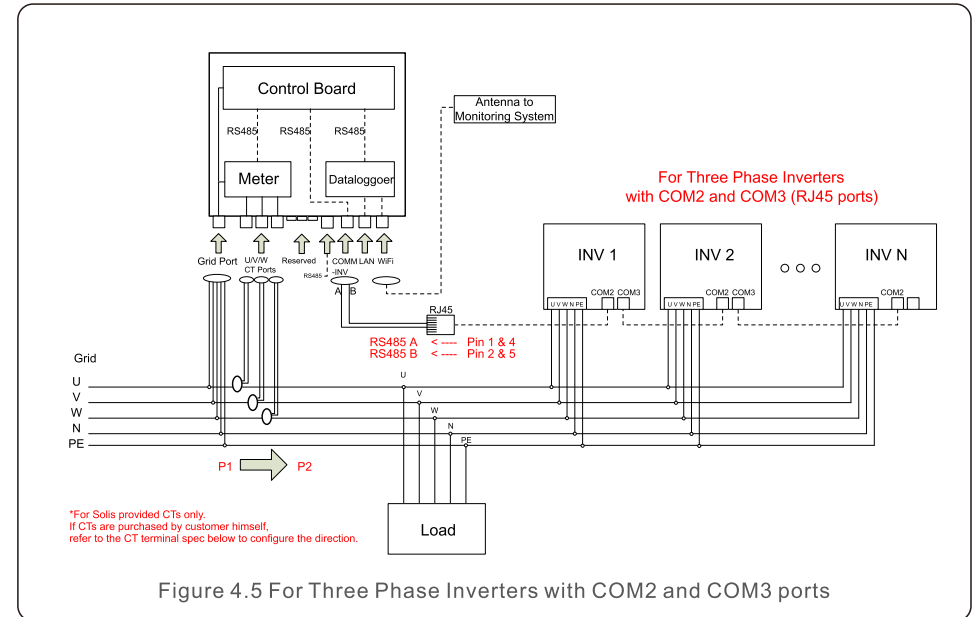 Control Board
RS485 RS485 RS485
Meter Dataloggoer
Antenna to
Monitoring System
For Three Phase Inverters
with COM2 and COM3 (RJ45 ports)
Grid Port
U/V/W
CT Ports
Reserved
RS485
COMM
-INV
LAN
WiFi
A B
RJ45
RS485 A < ---- Pin 1 & 4
RS485 B < ---- Pin 2 & 5
INV 1
COM2 COM3
U V W N PE
INV 2
COM2 COM3
U V W N PE
INV N
COM2
U V W N PE
Grid
U
V
W
N
PE
U
V
W
N
PE
P1 P2
Load
*For Solis provided CTs only.
If CTs are purchased by customer himself,
refer to the CT terminal spec below to configure the direction.
Figure 4.5 For Three Phase Inverters with COM2 and COM3 ports